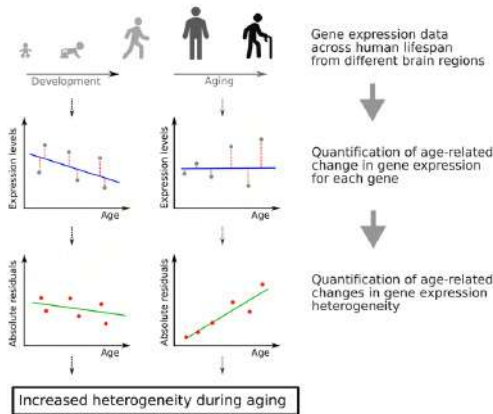 Development
Aging
Gene expression data
across human lifespan
from different brain regions
Expression levels
Age
Expression levels
Age
Quantification of age-related
change in gene expression
for each gene
Absolute residuals
Age
Absolute residuals
Age
Quantification of age-related
changes in gene expression
heterogeneity
Increased heterogeneity during aging